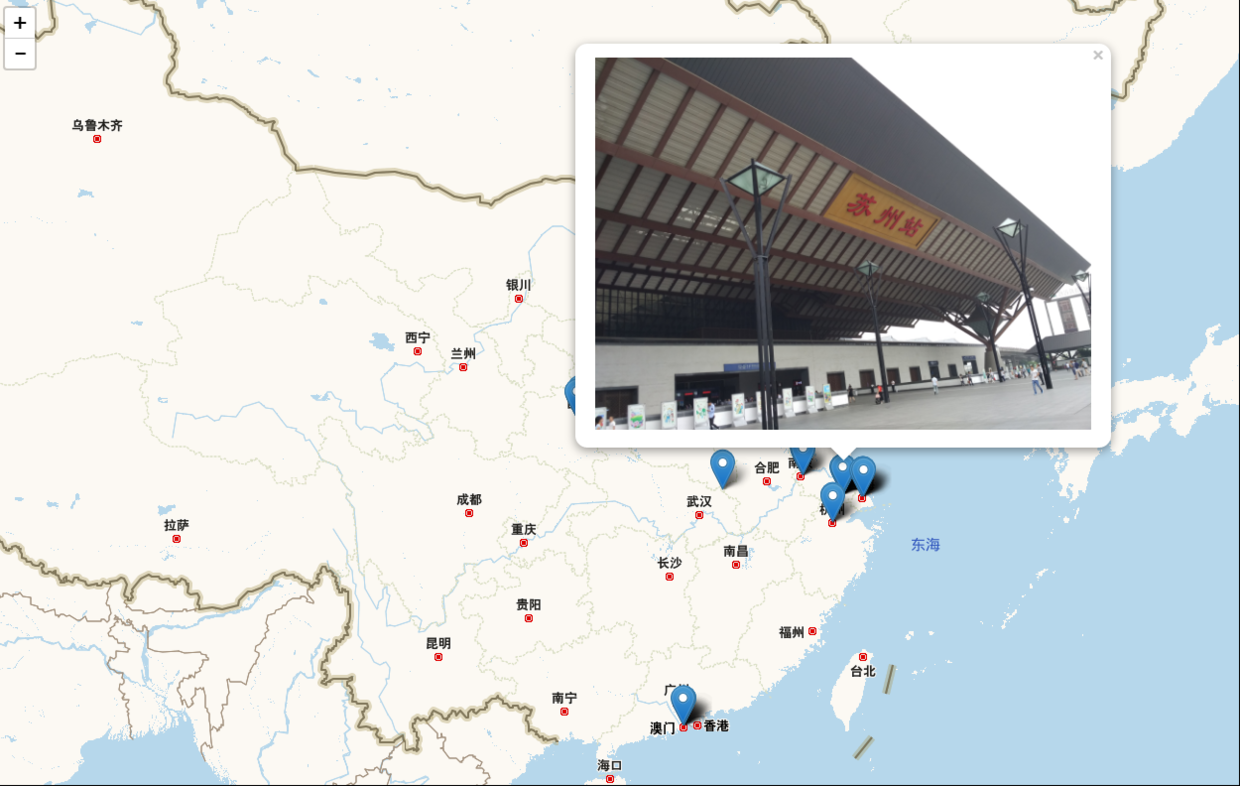 +
−
×
乌鲁木齐
苏州站
银川
西宁
兰州
合肥
南
成都
武汉
拉萨
重庆
东海
南昌
长沙
贵阳
福州
昆明
台北
南宁
广州
澳门
香港
海口